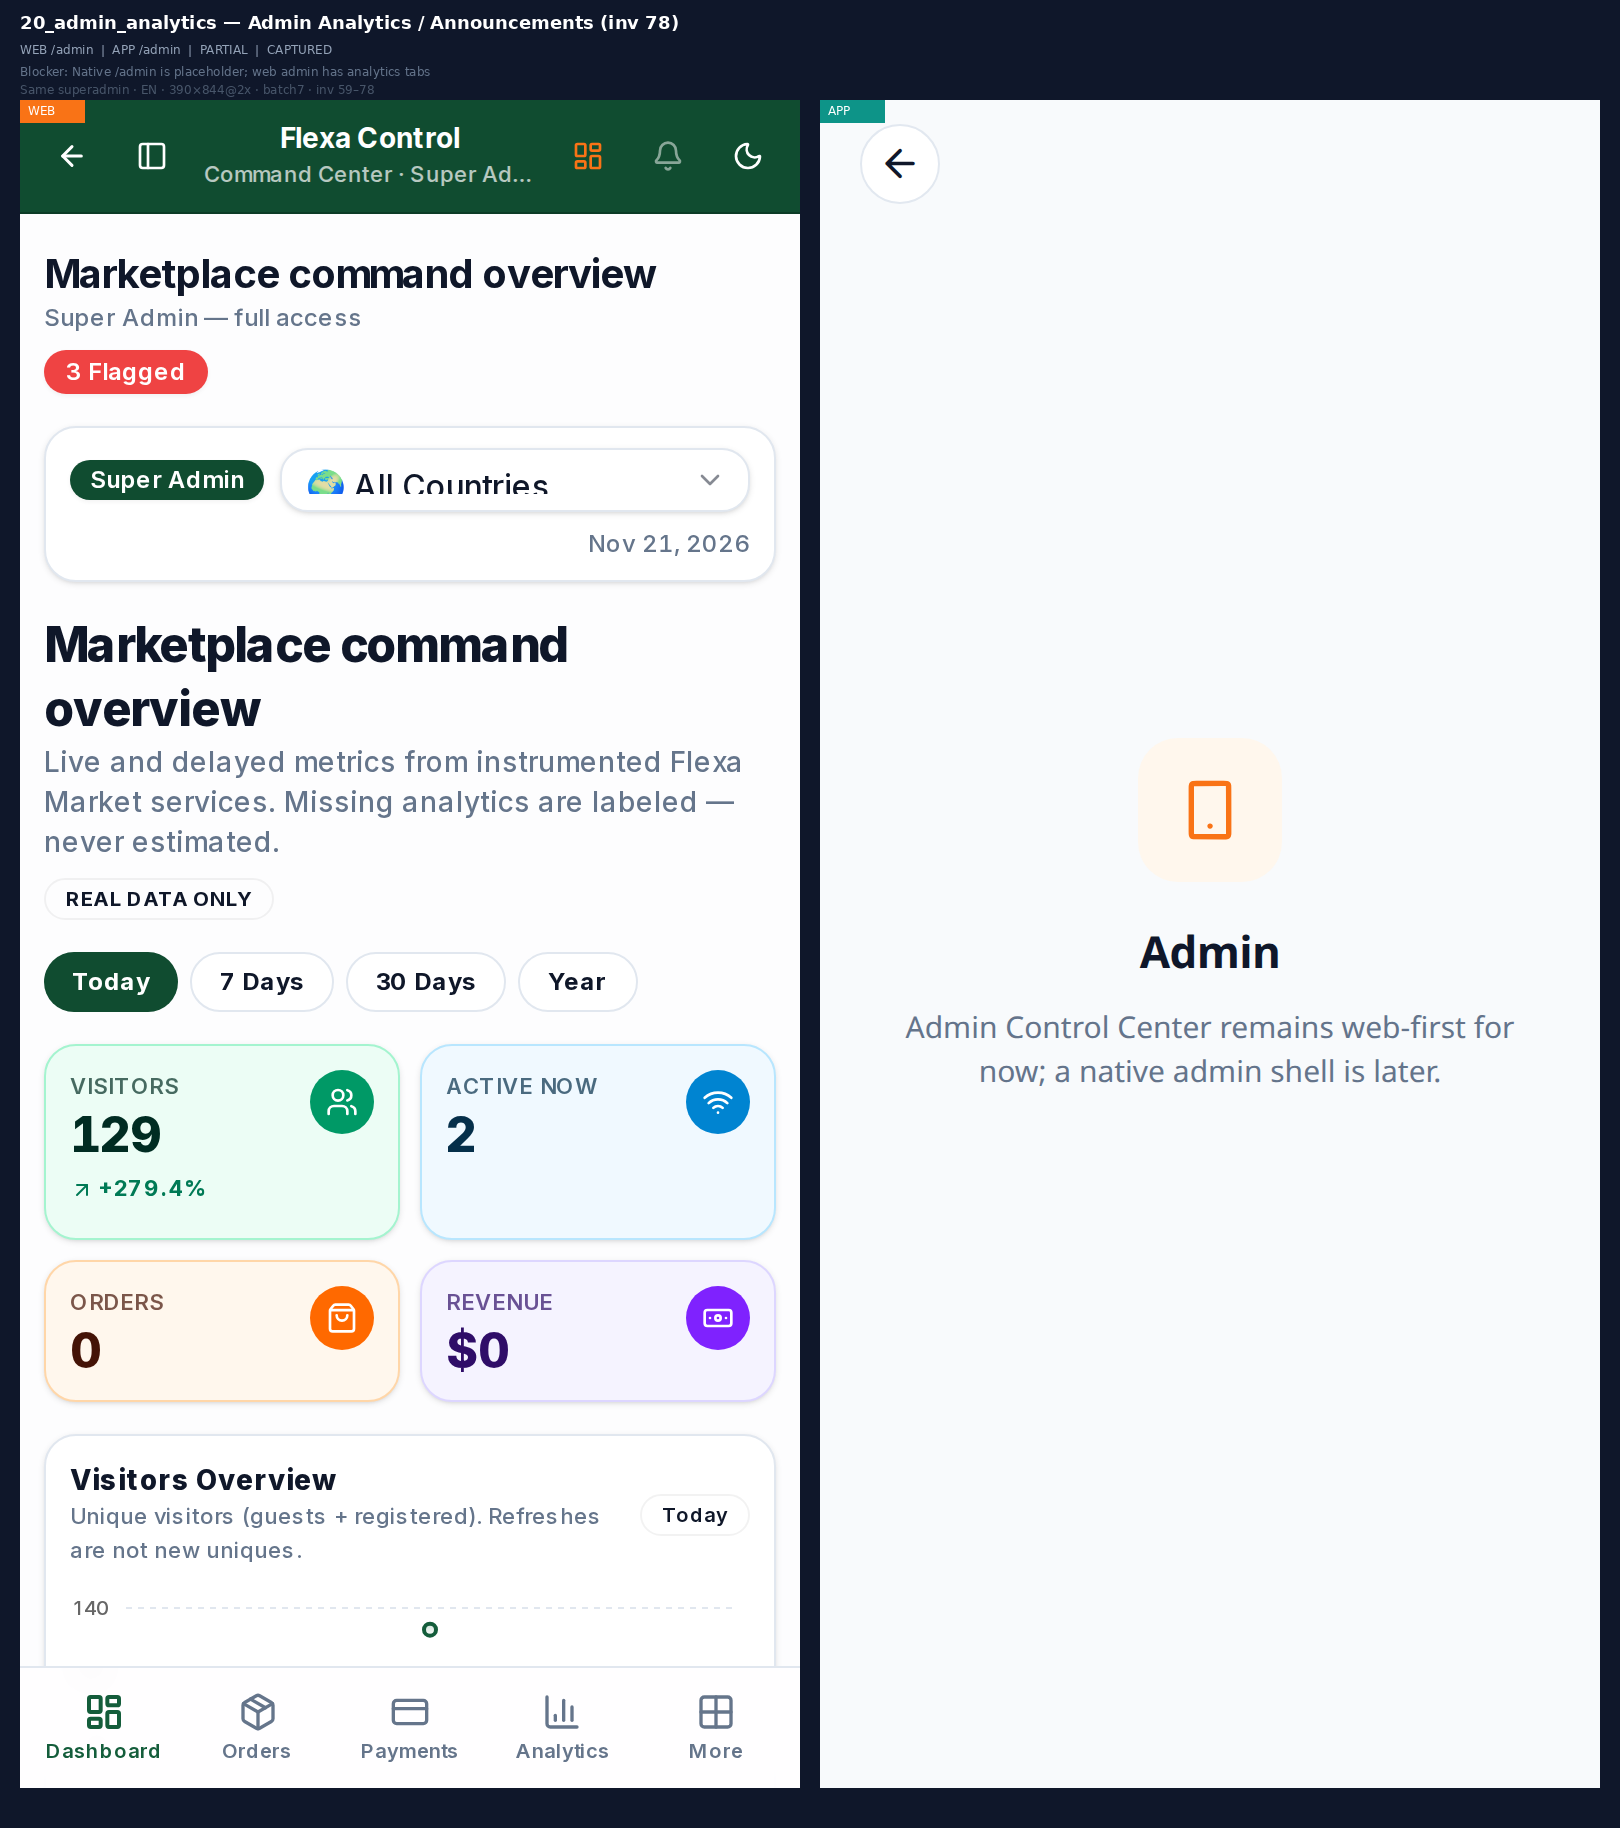 20_admin_analytics — Admin Analytics / Announcements (inv 78)
WEB /admin | APP /admin | PARTIAL | CAPTURED
Blocker: Native /admin is placeholder; web admin has analytics tabs
Same superadmin · EN · 390×844@2x · batch7 · inv 59–78
WEB
Flexa Control
Command Center · Super Ad...
Marketplace command overview
Super Admin — full access
3 Flagged
Super Admin
All Countries
Nov 21, 2026
Marketplace command
overview
Live and delayed metrics from instrumented Flexa
Market services. Missing analytics are labeled —
never estimated.
REAL DATA ONLY
Today
7 Days
30 Days
Year
VISITORS
129
+279.4%
ACTIVE NOW
2
ORDERS
0
REVENUE
$0
Visitors Overview
Unique visitors (guests + registered). Refreshes
are not new uniques.
Today
140
Dashboard
Orders
Payments
Analytics
More
APP
Admin
Admin Control Center remains web-first for
now; a native admin shell is later.